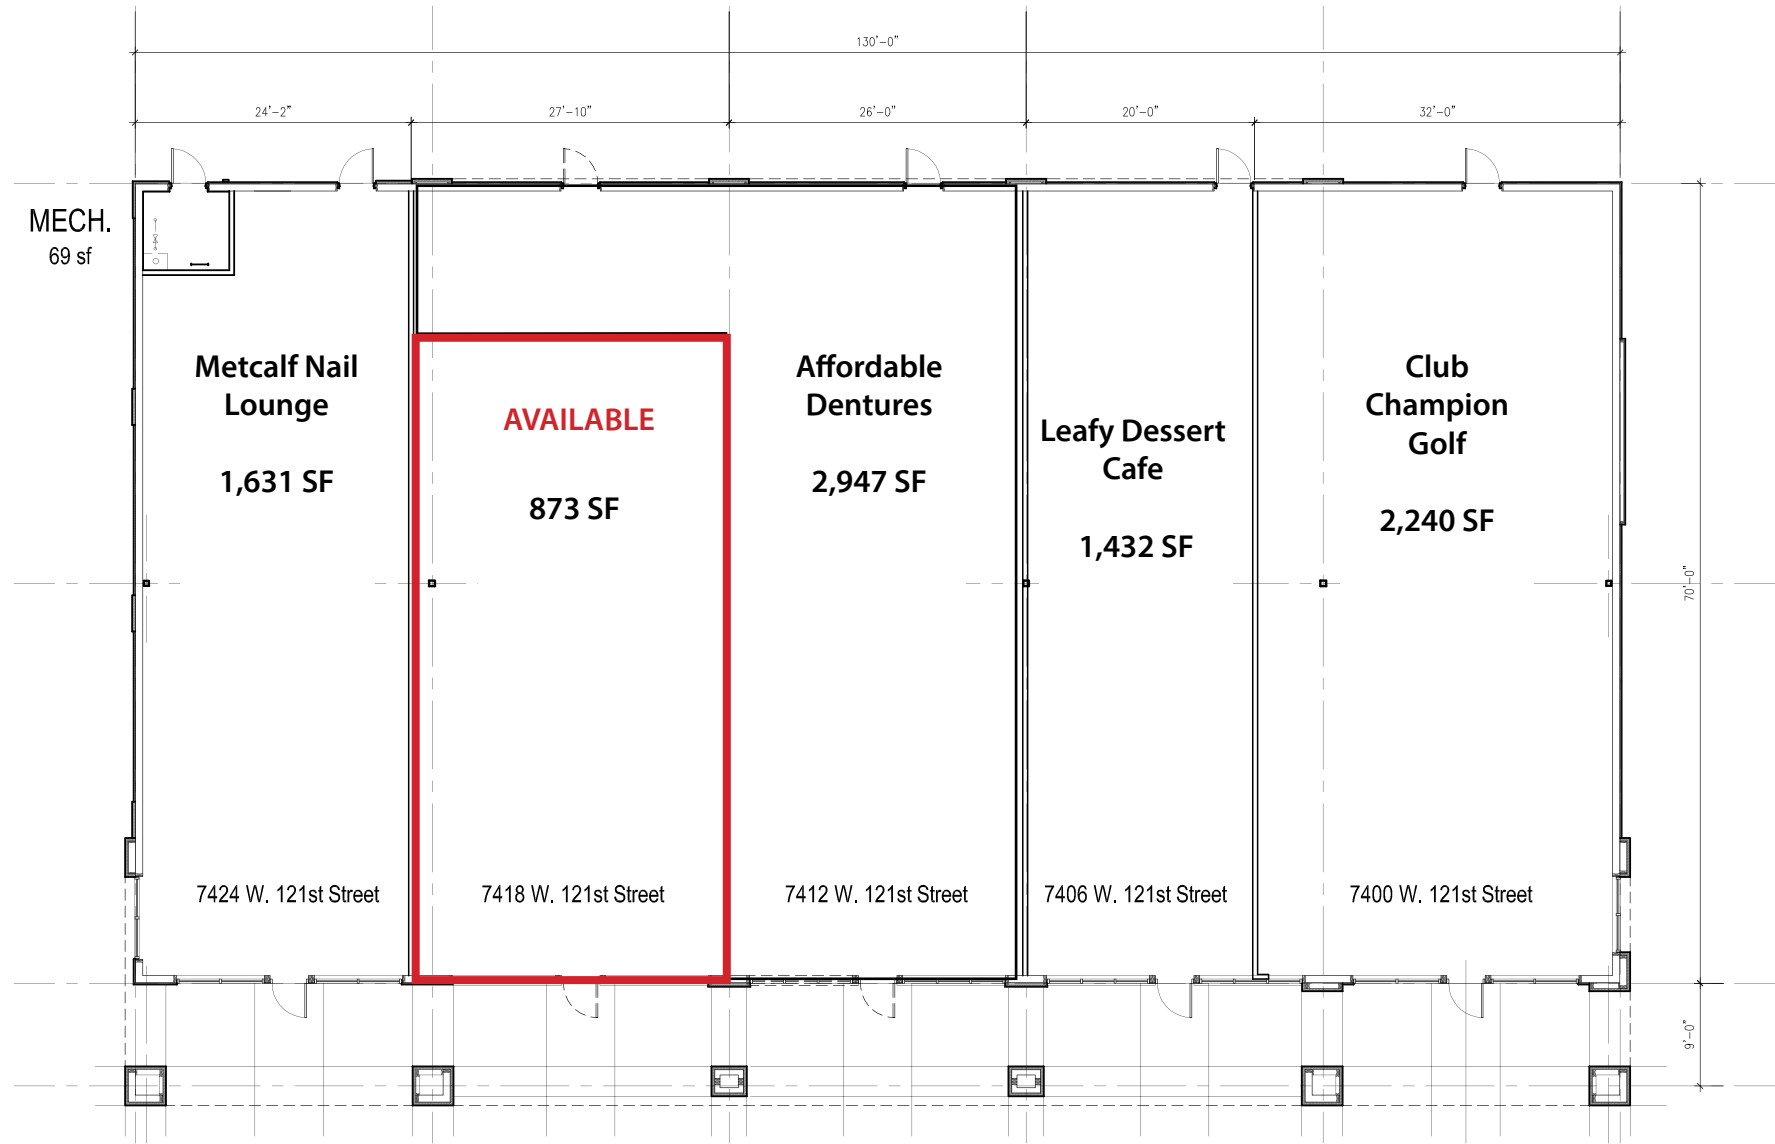 130'-0"
24'-2"
27'-10"
26'-0"
20'-0"
32'-0"
MECH.
69 sf
Metcalf Nail
Lounge
1,631 SF
AVAILABLE
873 SF
Affordable
Dentures
2,947 SF
Leafy Dessert
Cafe
1,432 SF
Club
Champion
Golf
2,240 SF
70'-0"
7424 W. 121st Street
7418 W. 121st Street
7412 W. 121st Street
7406 W. 121st Street
7400 W. 121st Street
9'-0"